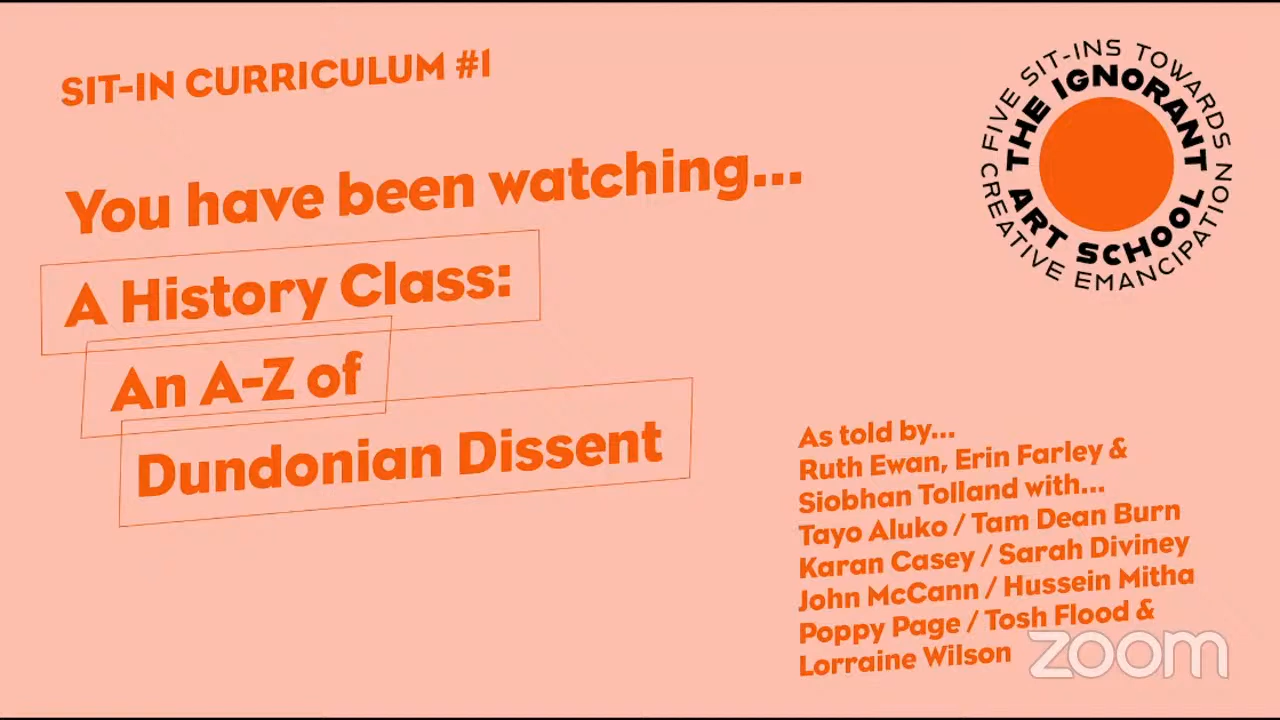 SIT-IN CURRICULUM #1
You have been watching...
A History Class:
An A-Z of
Dundonian Dissent
FIVE SIT-INS TOWARDS CREATIVE EMANCIPATION
THE IGNORANT ART SCHOOL
As told by...
Ruth Ewan, Erin Farley &
Siobhan Tolland with...
Tayo Aluko / Tam Dean Burn
Karan Casey / Sarah Diviney
John McCann / Hussein Mitha
Poppy Page / Tosh Flood &
Lorraine Wilson
zoom